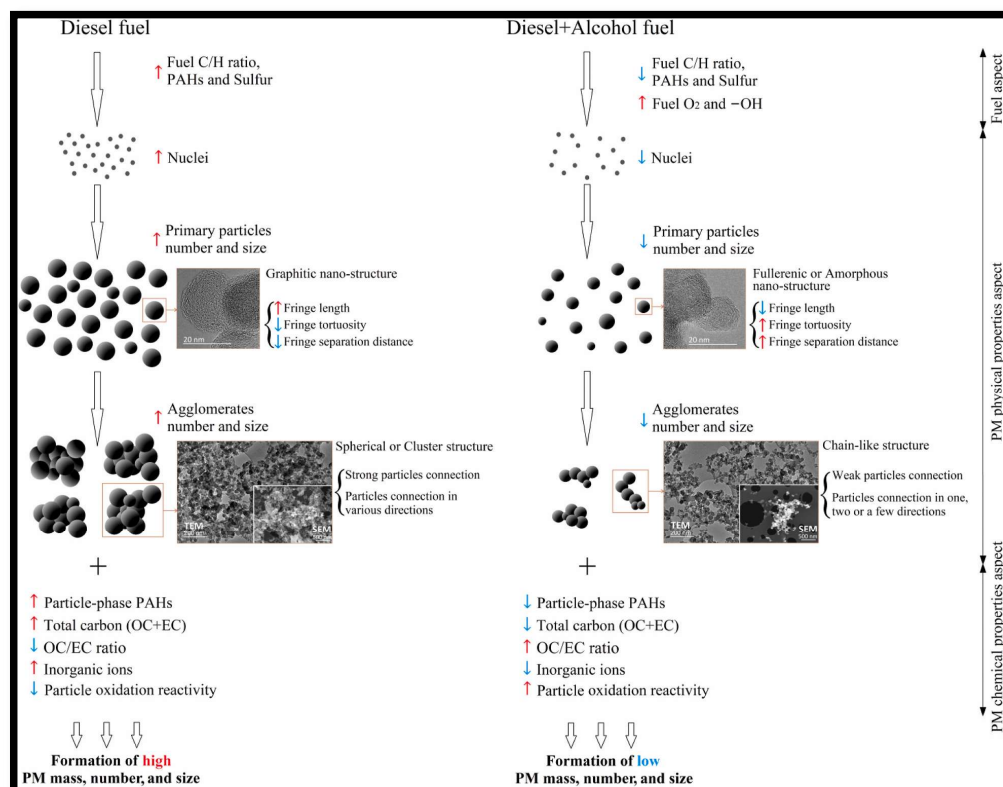 Diesel fuel
↑ Fuel C/H ratio,
PAHs and Sulfur
↑ Nuclei
↑ Primary particles
number and size
Graphitic nano-structure
↑ Fringe length
↓ Fringe tortuosity
↓ Fringe separation distance
20 nm
↑ Agglomerates
number and size
Spherical or Cluster structure
Strong particles connection
Particles connection in
various directions
TEM
200 nm
SEM
500 nm
+
↑ Particle-phase PAHs
↑ Total carbon (OC+EC)
↓ OC/EC ratio
↑ Inorganic ions
↓ Particle oxidation reactivity
Formation of high
PM mass, number, and size
Diesel+Alcohol fuel
↓ Fuel C/H ratio,
PAHs and Sulfur
↑ Fuel O₂ and −OH
↓ Nuclei
↓ Primary particles
number and size
Fullerenic or Amorphous
nano-structure
↓ Fringe length
↑ Fringe tortuosity
↑ Fringe separation distance
20 nm
↓ Agglomerates
number and size
Chain-like structure
Weak particles connection
Particles connection in one,
two or a few directions
TEM
200 nm
SEM
500 nm
+
↓ Particle-phase PAHs
↓ Total carbon (OC+EC)
↑ OC/EC ratio
↓ Inorganic ions
↑ Particle oxidation reactivity
Formation of low
PM mass, number, and size
Fuel aspect
PM physical properties aspect
PM chemical properties aspect